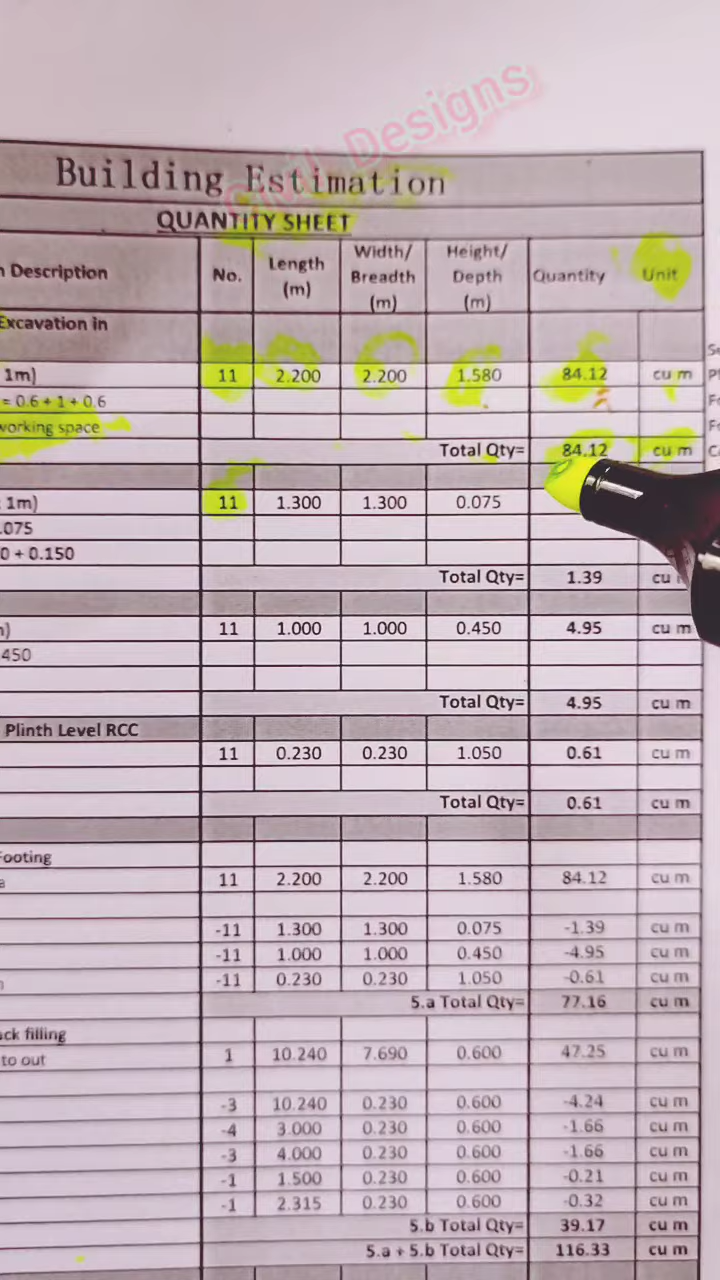 Civil Designs
Building Estimation
QUANTITY SHEET
Description No. Length (m) Width/ Breadth (m) Height/ Depth (m) Quantity Unit
Excavation in
1m) 11 2.200 2.200 1.580 84.12 cu m
= 0.6 + 1 + 0.6
working space
Total Qty= 84.12 cu m
1m) 11 1.300 1.300 0.075
.075
0 + 0.150
Total Qty= 1.39 cu
11 1.000 1.000 0.450 4.95 cu m
450
Total Qty= 4.95 cu m
Plinth Level RCC
11 0.230 0.230 1.050 0.61 cu m
Total Qty= 0.61 cu m
Footing
11 2.200 2.200 1.580 84.12 cu m
-11 1.300 1.300 0.075 -1.39 cu m
-11 1.000 1.000 0.450 -4.95 cu m
-11 0.230 0.230 1.050 -0.61 cu m
5.a Total Qty= 77.16 cu m
ck filling
to out 1 10.240 7.690 0.600 47.25 cu m
-3 10.240 0.230 0.600 -4.24 cu m
-4 3.000 0.230 0.600 -1.66 cu m
-3 4.000 0.230 0.600 -1.66 cu m
-1 1.500 0.230 0.600 -0.21 cu m
-1 2.315 0.230 0.600 -0.32 cu m
5.b Total Qty= 39.17 cu m
5.a + 5.b Total Qty= 116.33 cu m